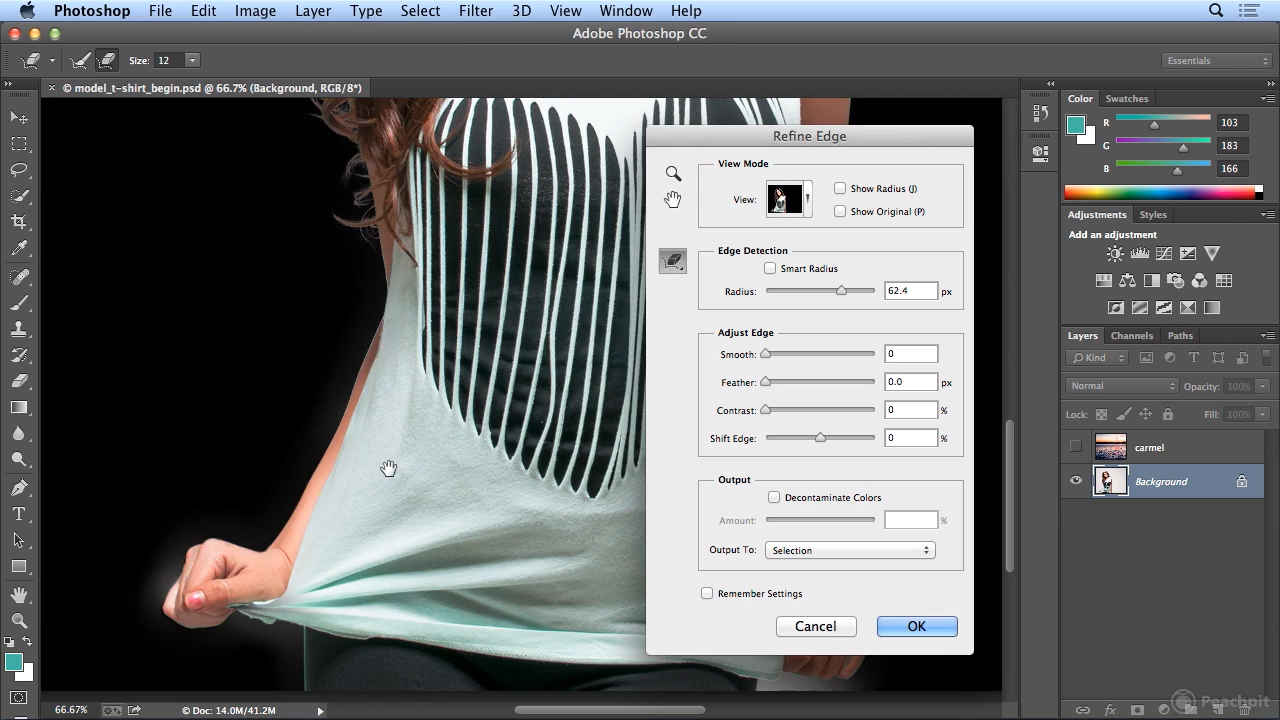 Photoshop File Edit Image Layer Type Select Filter 3D View Window Help
Adobe Photoshop CC
Size: 12 Essentials
× © model_t-shirt_begin.psd @ 66.7% (Background, RGB/8*)
Color Swatches
R 103
G 183
B 166
Adjustments Styles
Add an adjustment
Layers Channels Paths
Kind
Normal Opacity: 100%
Lock: Fill: 100%
carmel
Background
Refine Edge
View Mode
View:
Show Radius (J)
Show Original (P)
Edge Detection
Smart Radius
Radius: 62.4 px
Adjust Edge
Smooth: 0
Feather: 0.0 px
Contrast: 0 %
Shift Edge: 0 %
Output
Decontaminate Colors
Amount: %
Output To: Selection
Remember Settings
Cancel OK
66.67% © Doc: 14.0M/41.2M
Peachpit